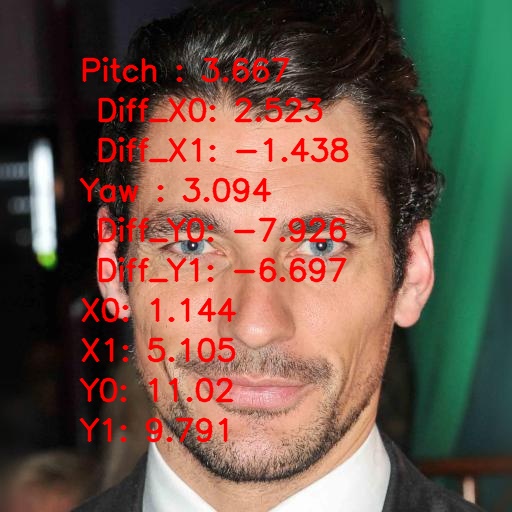 Pitch : 3.667
Diff_X0: 2.523
Diff_X1: -1.438
Yaw : 3.094
Diff_Y0: -7.926
Diff_Y1: -6.697
X0: 1.144
X1: 5.105
Y0: 11.02
Y1: 9.791